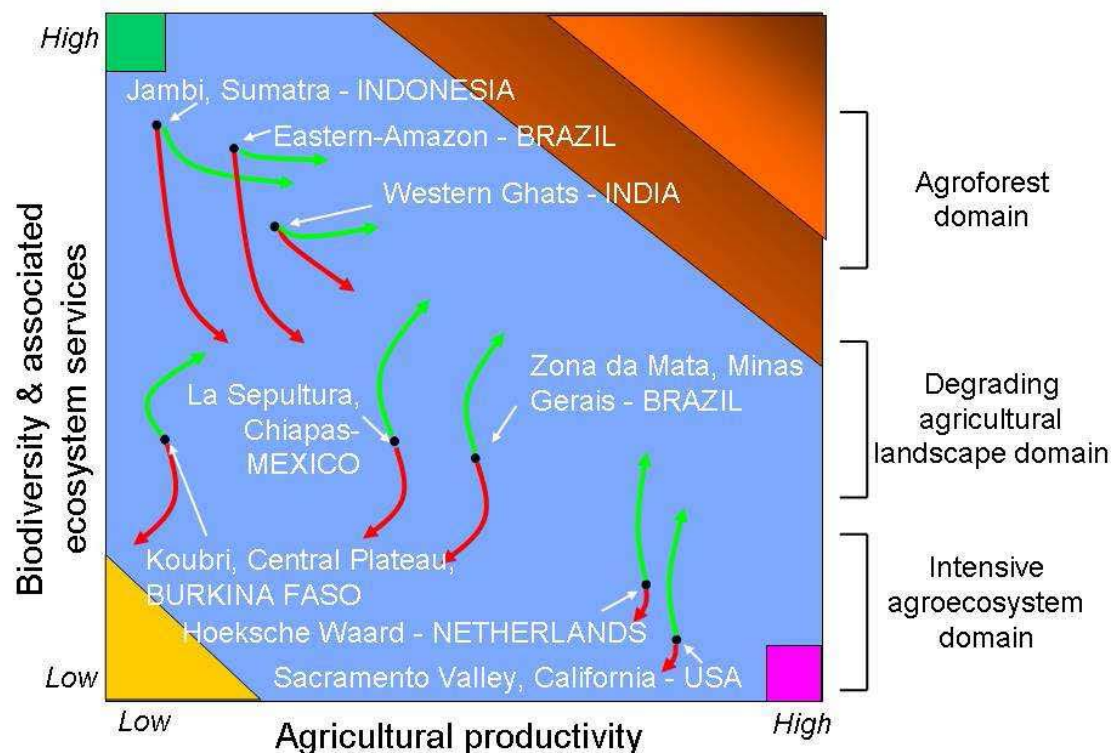 High
Jambi, Sumatra - INDONESIA
Eastern-Amazon - BRAZIL
Western Ghats - INDIA
Agroforest
domain
Biodiversity & associated
ecosystem services
Zona da Mata, Minas
Gerais - BRAZIL
La Sepultura,
Chiapas-
MEXICO
Degrading
agricultural
landscape domain
Koubri, Central Plateau,
BURKINA FASO
Hoeksche Waard - NETHERLANDS
Sacramento Valley, California - USA
Intensive
agroecosystem
domain
Low
Low
Agricultural productivity
High